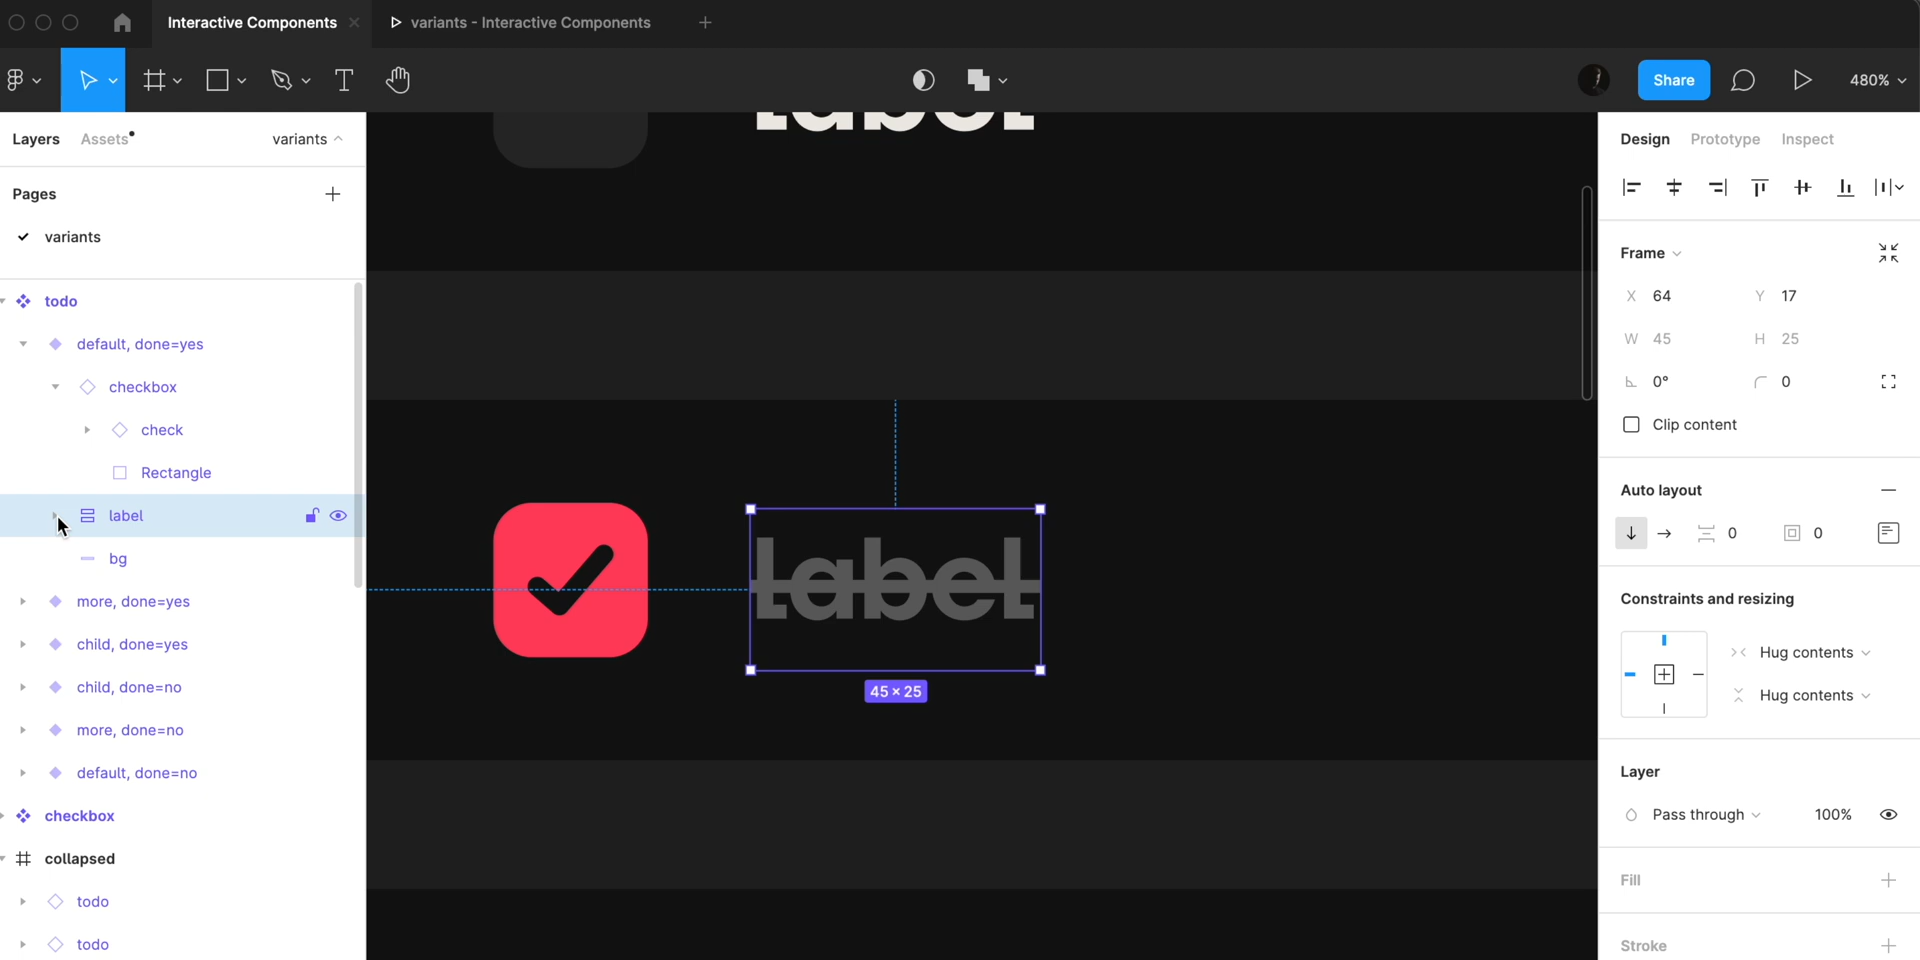 Interactive Components
variants - Interactive Components
Share
480%
Layers
Assets
variants
Pages
variants
todo
default, done=yes
checkbox
check
Rectangle
label
bg
more, done=yes
child, done=yes
child, done=no
more, done=no
default, done=no
checkbox
collapsed
todo
todo
label
label
45 × 25
Design
Prototype
Inspect
Frame
X 64
Y 17
W 45
H 25
0°
0
Clip content
Auto layout
0
0
Constraints and resizing
Hug contents
Hug contents
Layer
Pass through
100%
Fill
Stroke